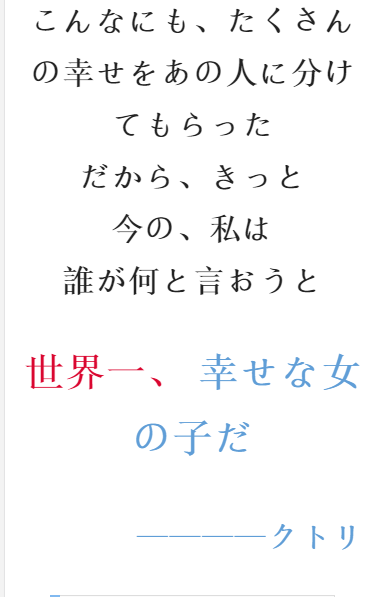 こんなにも、たくさん
の幸せをあの人に分け
てもらった
だから、きっと
今の、私は
誰が何と言おうと
世界一、 幸せな女
の子だ
————クトリ